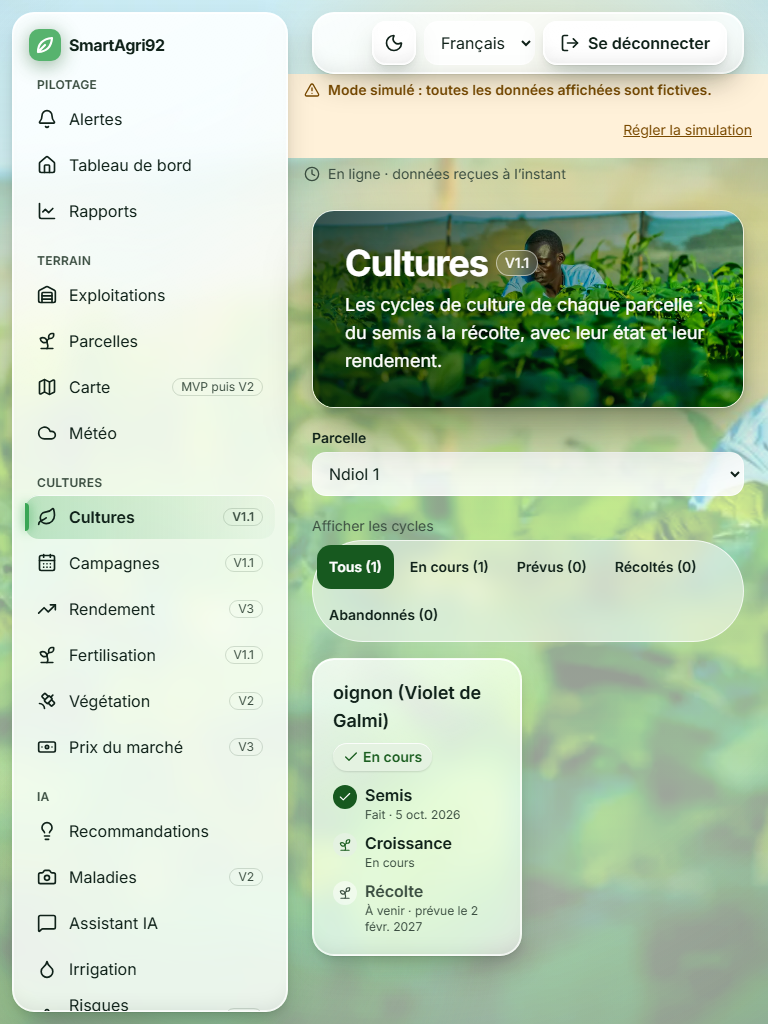 SmartAgri92
PILOTAGE
Alertes
Tableau de bord
Rapports
TERRAIN
Exploitations
Parcelles
Carte MVP puis V2
Météo
CULTURES
Cultures V1.1
Campagnes V1.1
Rendement V3
Fertilisation V1.1
Végétation V2
Prix du marché V3
IA
Recommandations
Maladies V2
Assistant IA
Irrigation
Risques
Français
Se déconnecter
Mode simulé : toutes les données affichées sont fictives.
Régler la simulation
En ligne · données reçues à l’instant
Cultures V1.1
Les cycles de culture de chaque parcelle :
du semis à la récolte, avec leur état et leur
rendement.
Parcelle
Ndiol 1
Afficher les cycles
Tous (1) En cours (1) Prévus (0) Récoltés (0)
Abandonnés (0)
oignon (Violet de
Galmi)
En cours
Semis
Fait · 5 oct. 2026
Croissance
En cours
Récolte
À venir · prévue le 2
févr. 2027